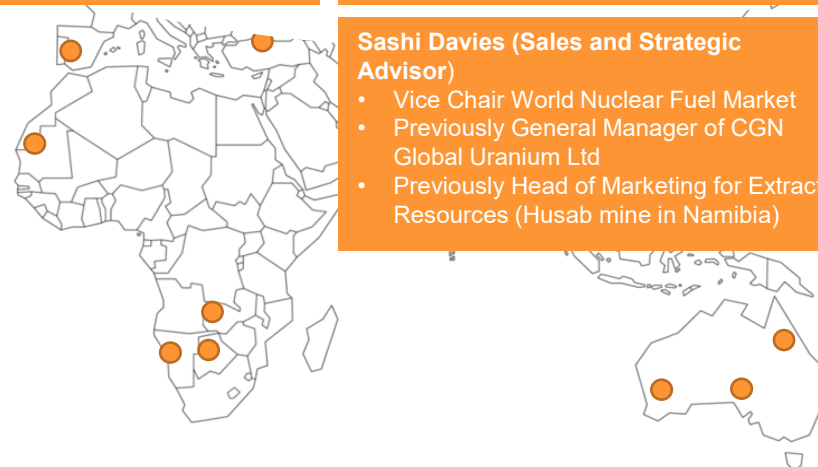 Sashi Davies (Sales and Strategic
Advisor)
• Vice Chair World Nuclear Fuel Market
• Previously General Manager of CGN
Global Uranium Ltd
• Previously Head of Marketing for Extract
Resources (Husab mine in Namibia)